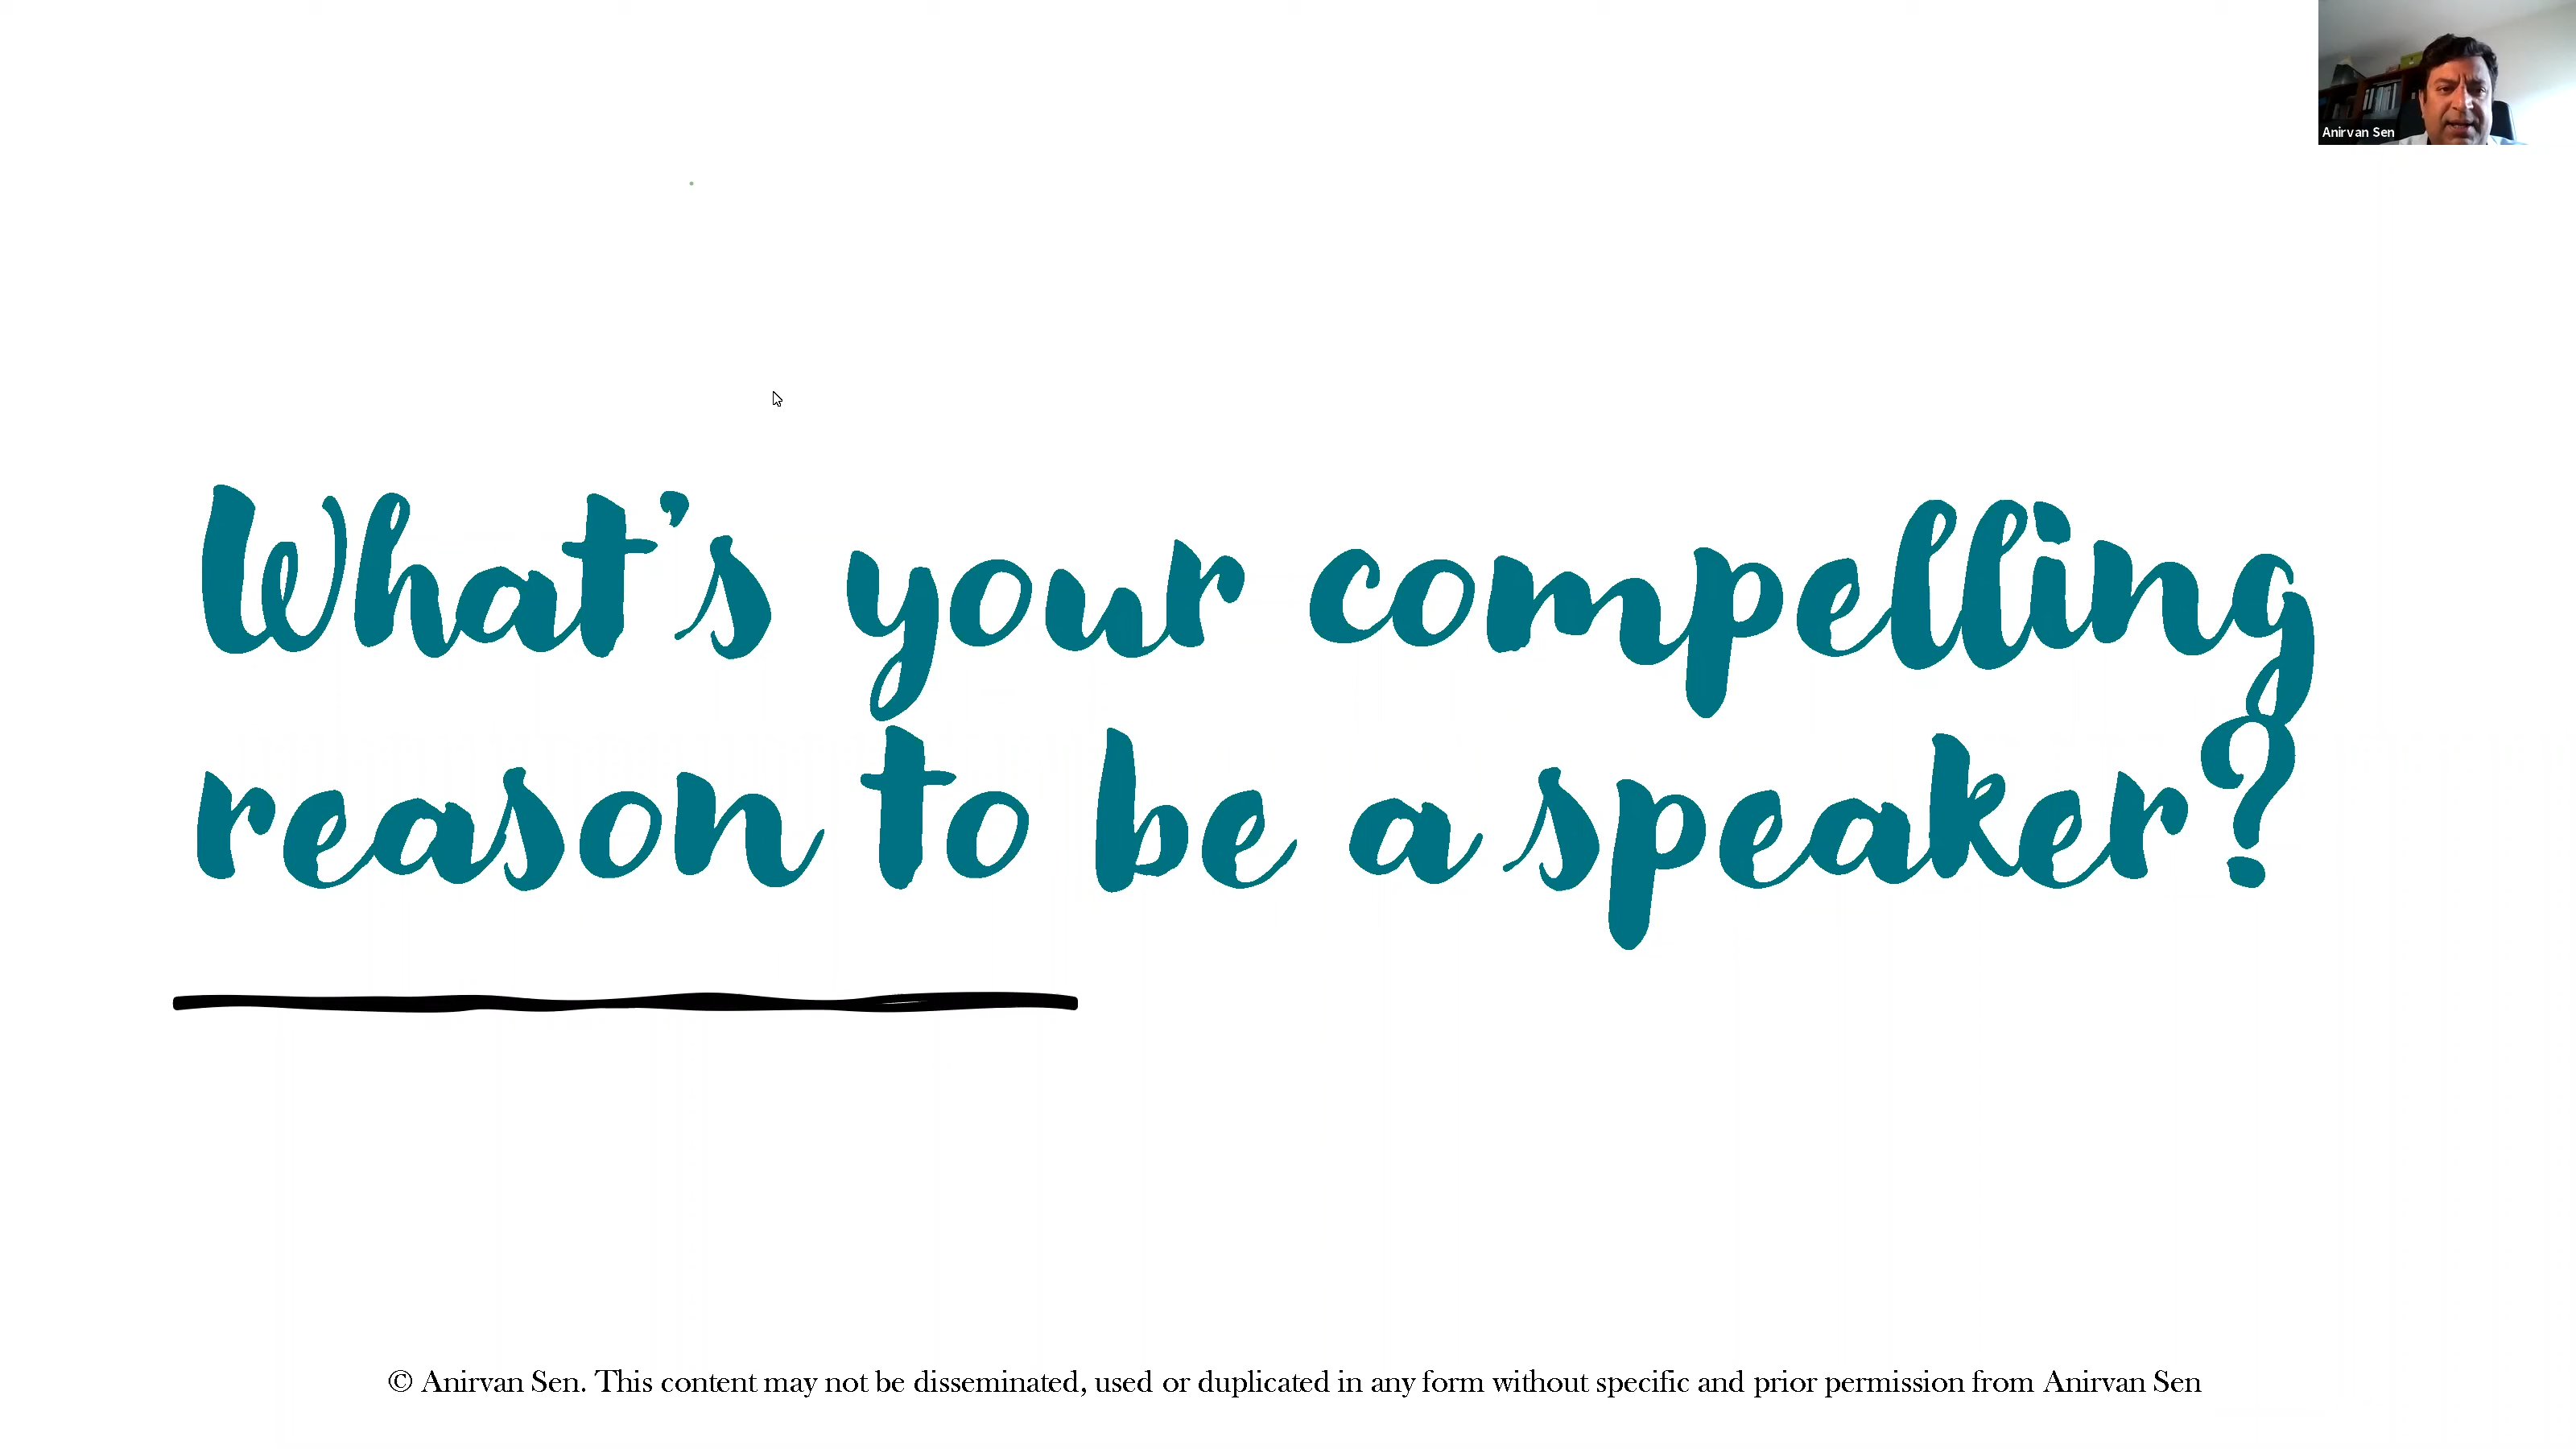 Anirvan Sen
What's your compelling
reason to be a speaker?
© Anirvan Sen. This content may not be disseminated, used or duplicated in any form without specific and prior permission from Anirvan Sen